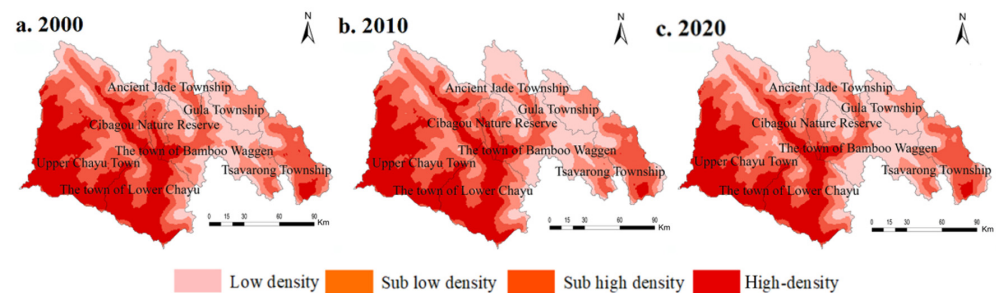 a. 2000
N
Ancient Jade Township
Gula Township
Cibagou Nature Reserve
The town of Bamboo Waggen
Upper Chayu Town
Tsavarong Township
The town of Lower Chayu
0 15 30 60 90
Km
b. 2010
N
Ancient Jade Township
Gula Township
Cibagou Nature Reserve
The town of Bamboo Waggen
Upper Chayu Town
Tsavarong Township
The town of Lower Chayu
0 15 30 60 90
Km
c. 2020
N
Ancient Jade Township
Gula Township
Cibagou Nature Reserve
The town of Bamboo Waggen
Upper Chayu Town
Tsavarong Township
The town of Lower Chayu
0 15 30 60 90
Km
Low density Sub low density Sub high density High-density